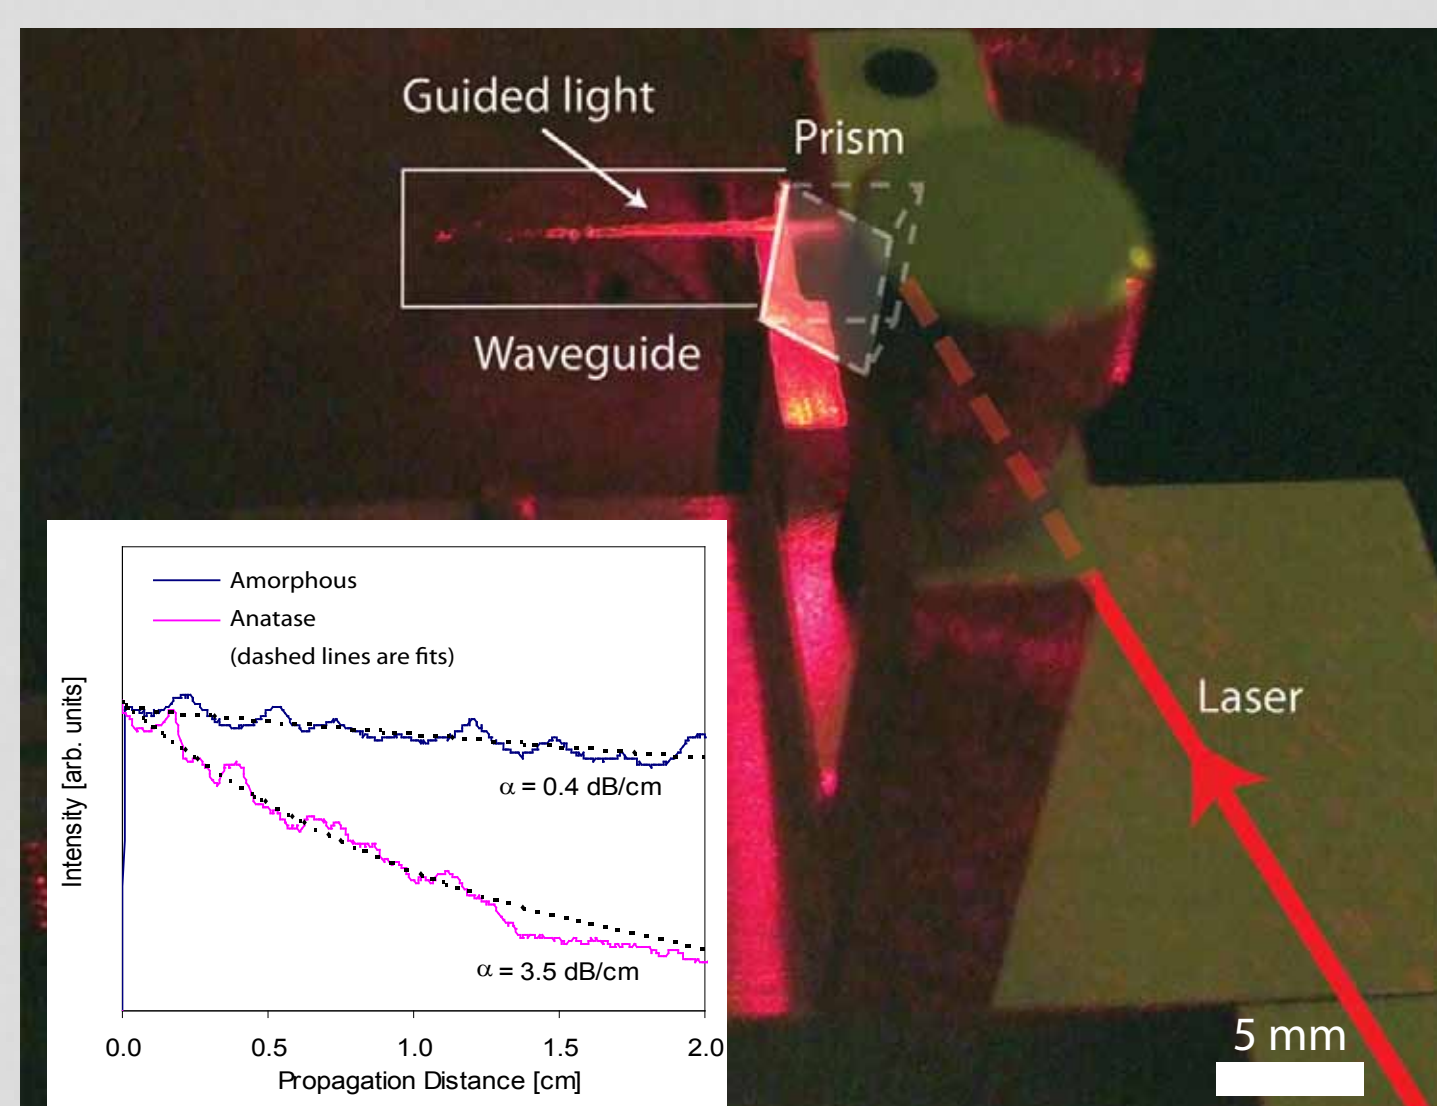 Guided light
Prism
Waveguide
Laser
5 mm
Amorphous
Anatase
(dashed lines are fits)
α = 0.4 dB/cm
α = 3.5 dB/cm
Intensity [arb. units]
0.0 0.5 1.0 1.5 2.0
Propagation Distance [cm]